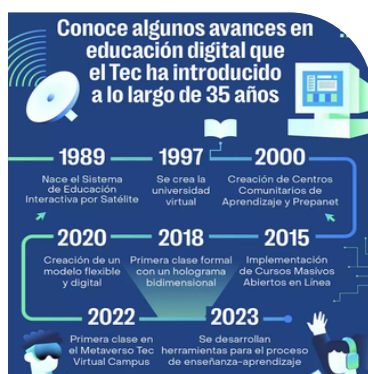 Conoce algunos avances en
educación digital que
el Tec ha introducido
a lo largo de 35 años
1989
Nace el Sistema
de Educación
Interactiva por Satélite
1997
Se crea la
universidad
virtual
2000
Creación de Centros
Comunitarios de
Aprendizaje y Prepanet
2015
Implementación
de Cursos Masivos
Abiertos en Línea
2018
Primera clase formal
con un holograma
bidimensional
2020
Creación de un
modelo flexible
y digital
2022
Primera clase en
el Metaverso Tec
Virtual Campus
2023
Se desarrollan
herramientas para el proceso
de enseñanza-aprendizaje